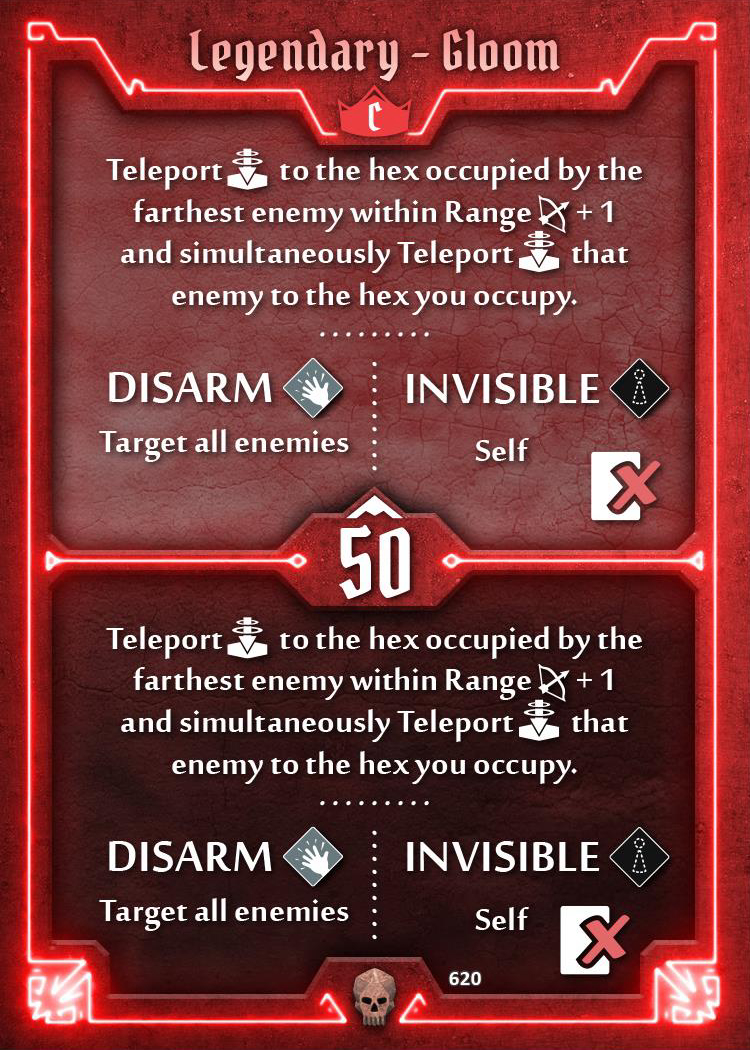 Legendary - Gloom
C
Teleport to the hex occupied by the
farthest enemy within Range + 1
and simultaneously Teleport that
enemy to the hex you occupy.
DISARM INVISIBLE
Target all enemies Self
50
Teleport to the hex occupied by the
farthest enemy within Range + 1
and simultaneously Teleport that
enemy to the hex you occupy.
DISARM INVISIBLE
Target all enemies Self
620